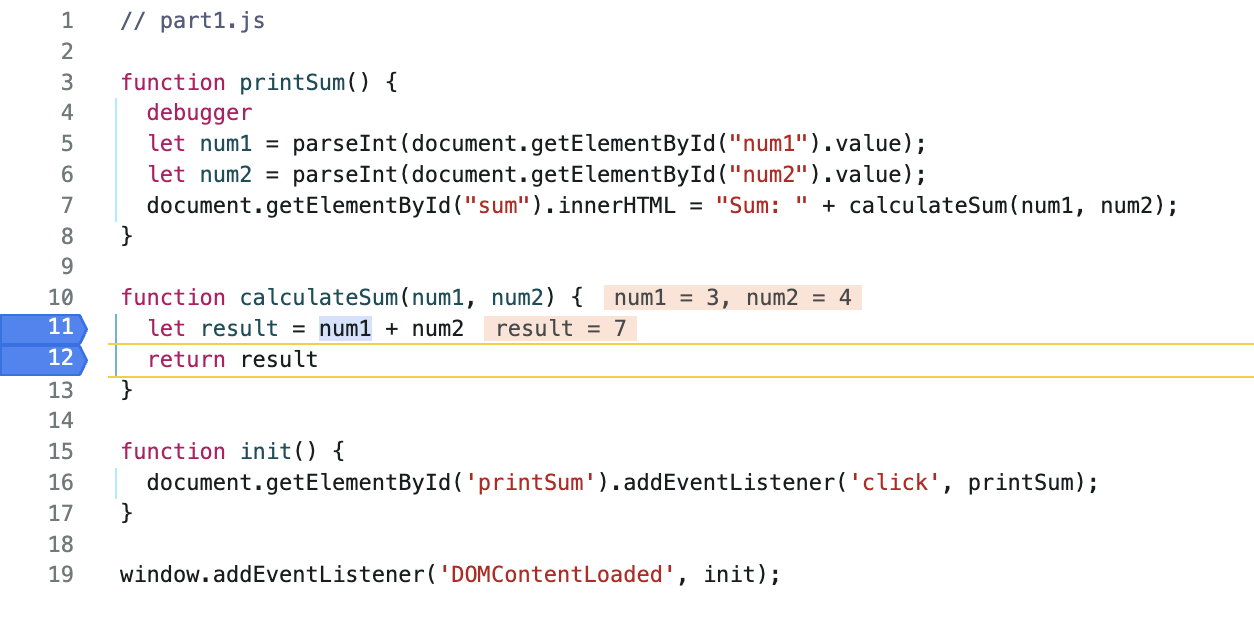 1 // part1.js
2
3 function printSum() {
4 debugger
5 let num1 = parseInt(document.getElementById("num1").value);
6 let num2 = parseInt(document.getElementById("num2").value);
7 document.getElementById("sum").innerHTML = "Sum: " + calculateSum(num1, num2);
8 }
9
10 function calculateSum(num1, num2) { num1 = 3, num2 = 4
11 let result = num1 + num2 result = 7
12 return result
13 }
14
15 function init() {
16 document.getElementById('printSum').addEventListener('click', printSum);
17 }
18
19 window.addEventListener('DOMContentLoaded', init);